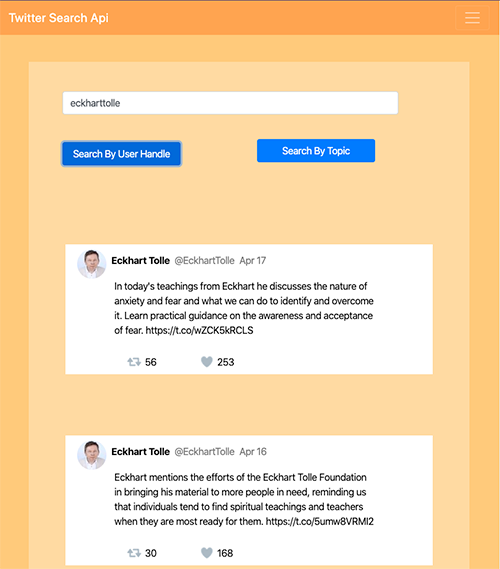 Twitter Search Api
eckharttolle
Search By User Handle
Search By Topic
Eckhart Tolle @EckhartTolle Apr 17
In today's teachings from Eckhart he discusses the nature of
anxiety and fear and what we can do to identify and overcome
it. Learn practical guidance on the awareness and acceptance
of fear. https://t.co/wZCK5kRCLS
56 253
Eckhart Tolle @EckhartTolle Apr 16
Eckhart mentions the efforts of the Eckhart Tolle Foundation
in bringing his material to more people in need, reminding us
that individuals tend to find spiritual teachings and teachers
when they are most ready for them. https://t.co/5umw8VRMl2
30 168